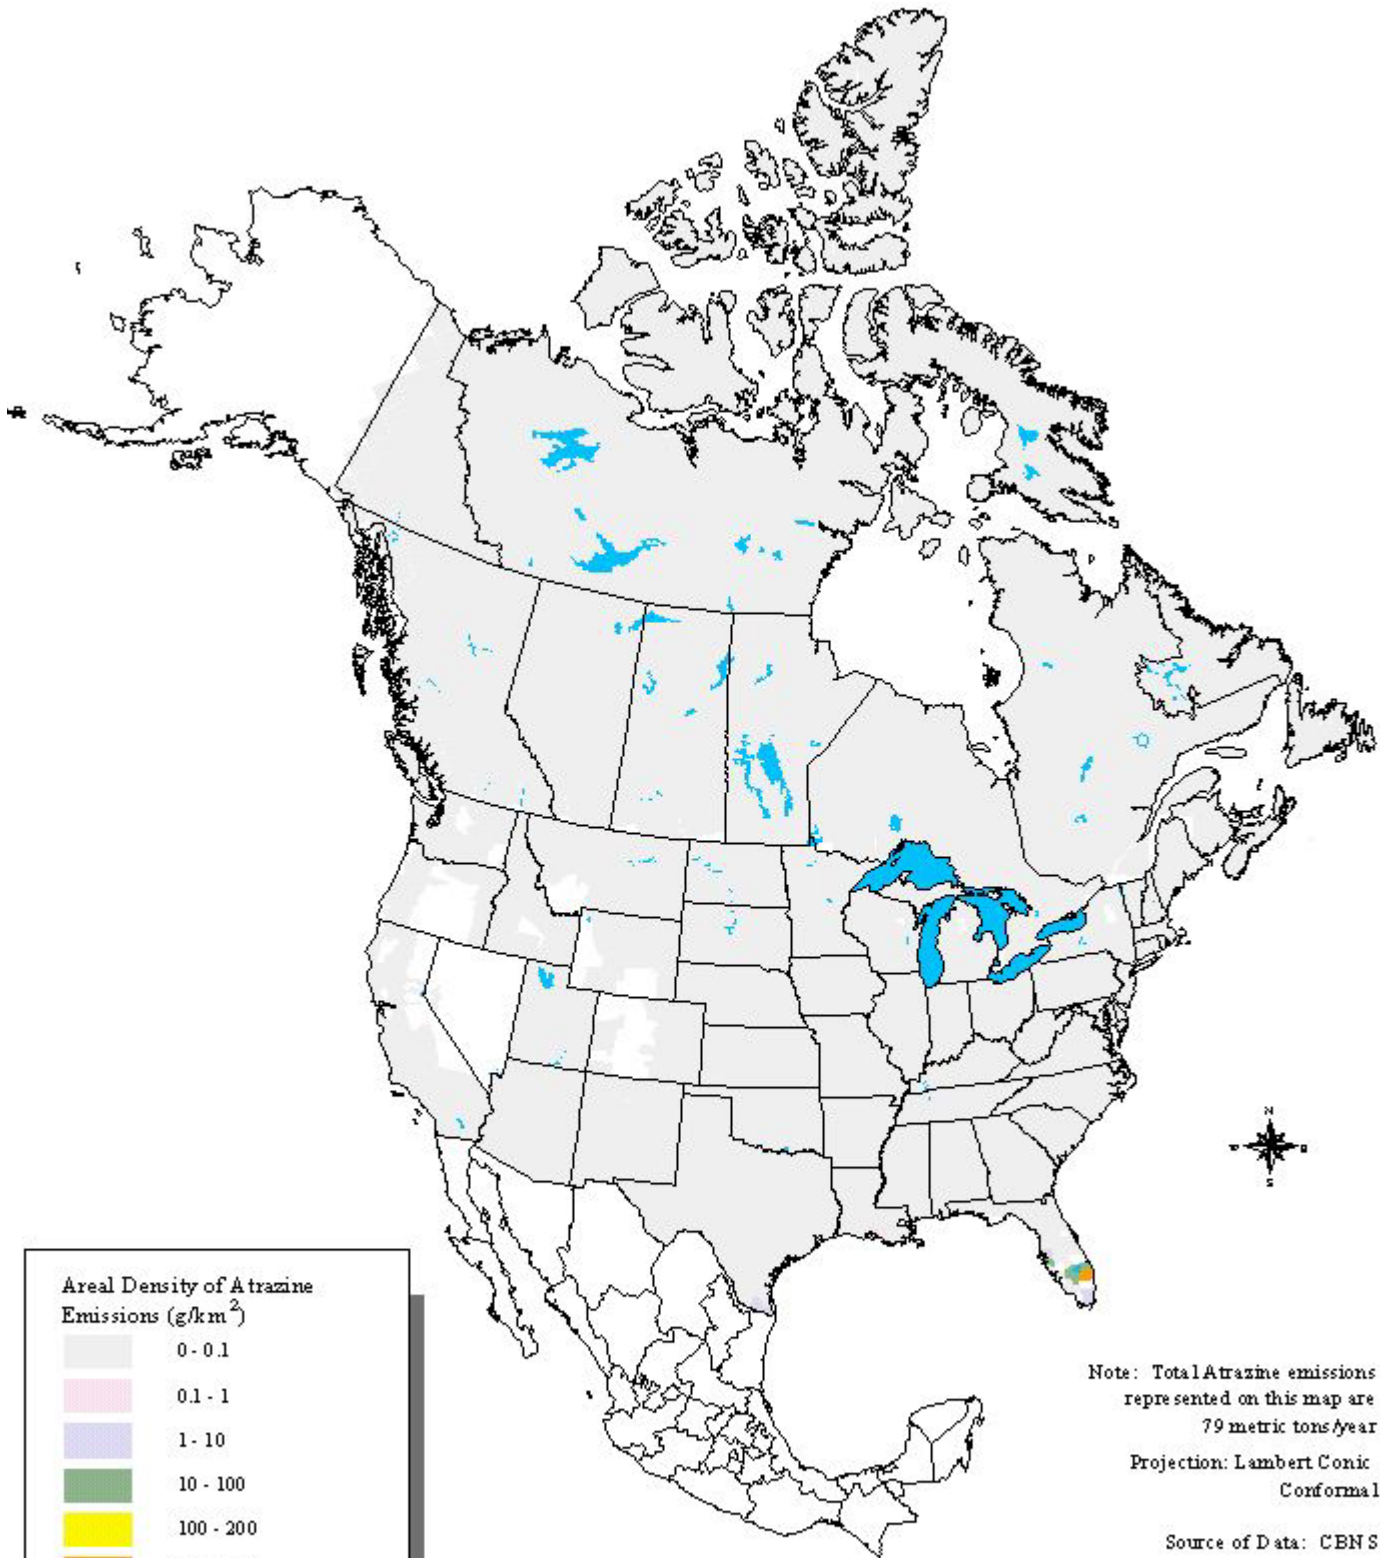 N
S
Areal Density of Atrazine
Emissions (g/km²)
0 - 0.1
0.1 - 1
1 - 10
10 - 100
100 - 200
Note: Total Atrazine emissions
represented on this map are
79 metric tons/year
Projection: Lambert Conic
Conformal
Source of Data: CBNS